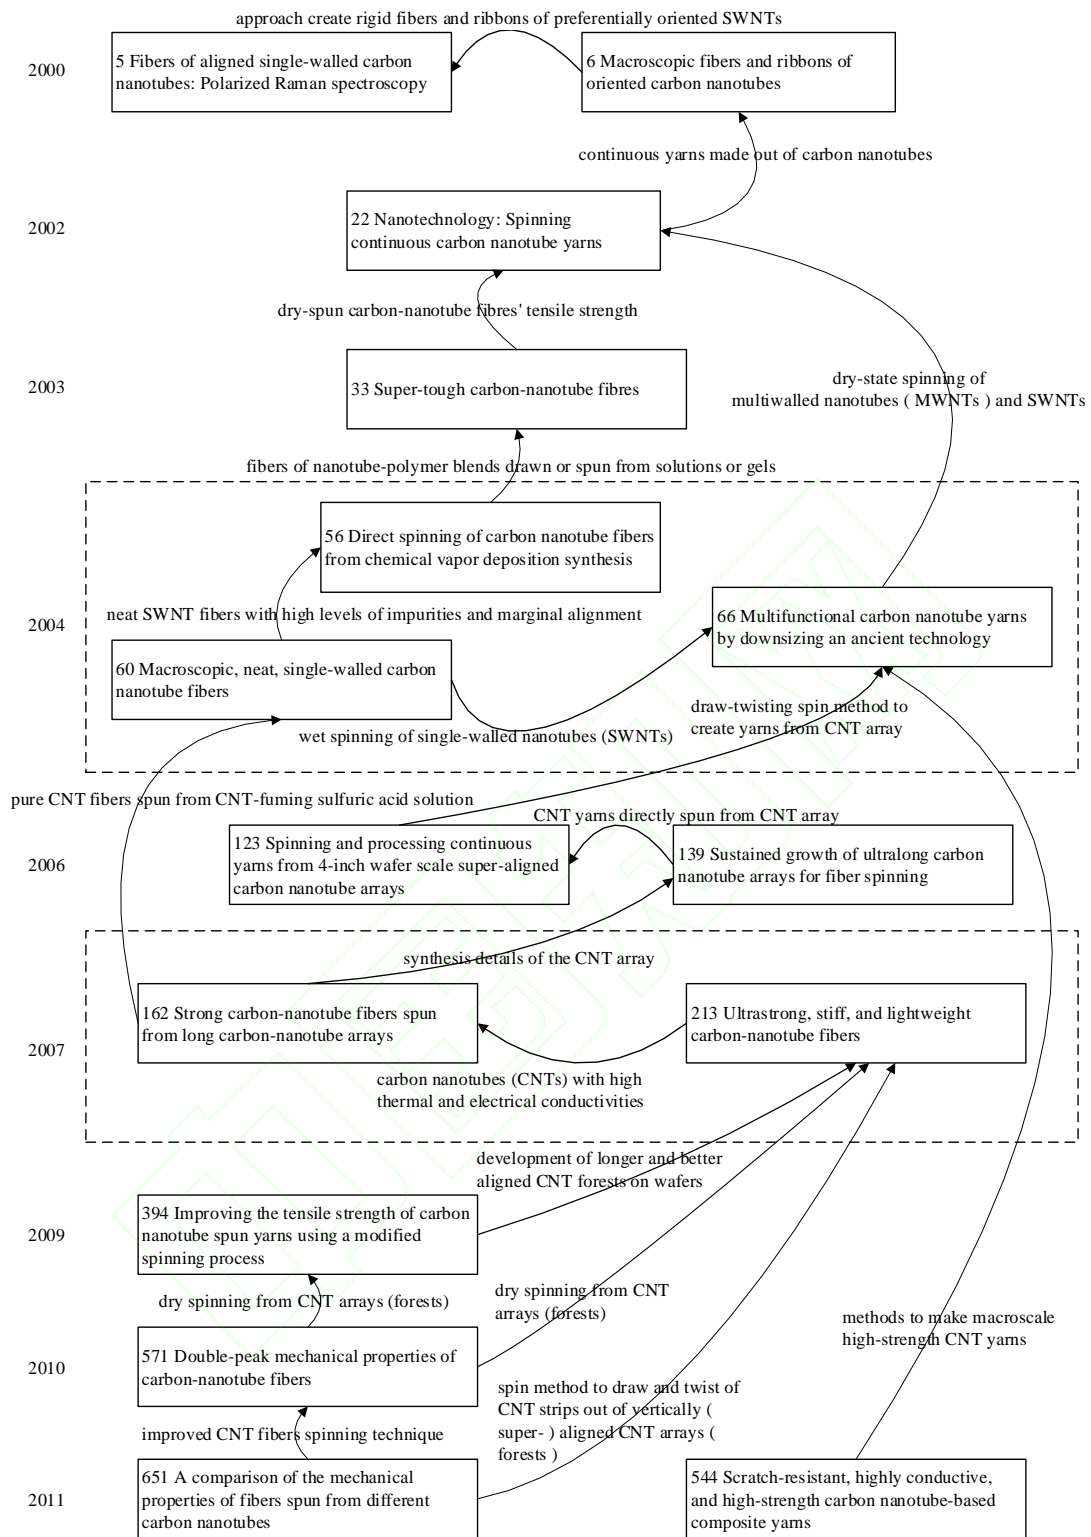 approach create rigid fibers and ribbons of preferentially oriented SWNTs
2000
5 Fibers of aligned single-walled carbon
nanotubes: Polarized Raman spectroscopy
6 Macroscopic fibers and ribbons of
oriented carbon nanotubes
continuous yarns made out of carbon nanotubes
2002
22 Nanotechnology: Spinning
continuous carbon nanotube yarns
dry-spun carbon-nanotube fibres' tensile strength
2003
33 Super-tough carbon-nanotube fibres
dry-state spinning of
multiwalled nanotubes ( MWNTs ) and SWNTs
fibers of nanotube-polymer blends drawn or spun from solutions or gels
56 Direct spinning of carbon nanotube fibers
from chemical vapor deposition synthesis
neat SWNT fibers with high levels of impurities and marginal alignment
2004
66 Multifunctional carbon nanotube yarns
by downsizing an ancient technology
60 Macroscopic, neat, single-walled carbon
nanotube fibers
draw-twisting spin method to
create yarns from CNT array
wet spinning of single-walled nanotubes (SWNTs)
pure CNT fibers spun from CNT-fuming sulfuric acid solution
CNT yarns directly spun from CNT array
2006
123 Spinning and processing continuous
yarns from 4-inch wafer scale super-aligned
carbon nanotube arrays
139 Sustained growth of ultralong carbon
nanotube arrays for fiber spinning
synthesis details of the CNT array
2007
162 Strong carbon-nanotube fibers spun
from long carbon-nanotube arrays
213 Ultrastrong, stiff, and lightweight
carbon-nanotube fibers
carbon nanotubes (CNTs) with high
thermal and electrical conductivities
development of longer and better
aligned CNT forests on wafers
2009
394 Improving the tensile strength of carbon
nanotube spun yarns using a modified
spinning process
dry spinning from CNT arrays (forests)
dry spinning from CNT
arrays (forests)
methods to make macroscale
high-strength CNT yarns
2010
571 Double-peak mechanical properties of
carbon-nanotube fibers
spin method to draw and twist of
CNT strips out of vertically (
super- ) aligned CNT arrays (
forests )
improved CNT fibers spinning technique
2011
651 A comparison of the mechanical
properties of fibers spun from different
carbon nanotubes
544 Scratch-resistant, highly conductive,
and high-strength carbon nanotube-based
composite yarns